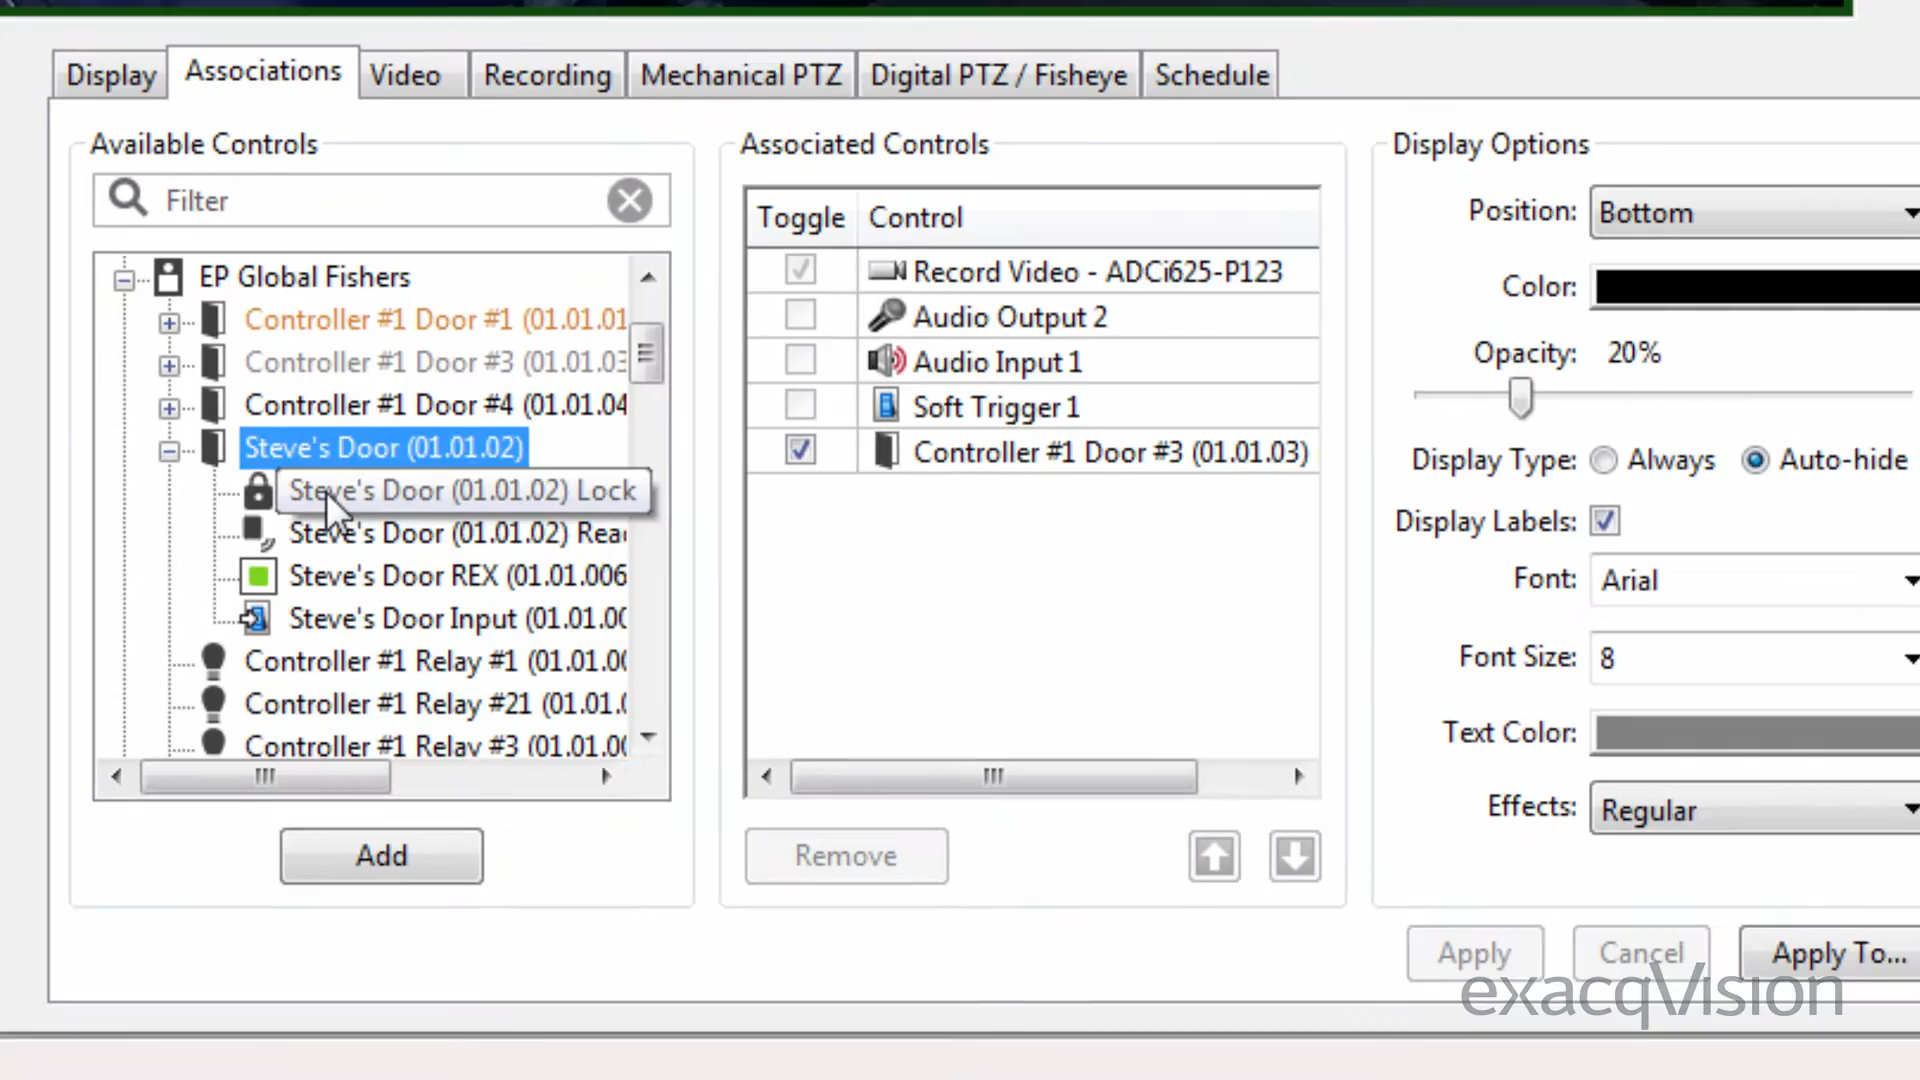 Display Associations Video Recording Mechanical PTZ Digital PTZ / Fisheye Schedule
Available Controls
Filter
EP Global Fishers
Controller #1 Door #1 (01.01.01
Controller #1 Door #3 (01.01.03
Controller #1 Door #4 (01.01.04
Steve's Door (01.01.02)
Steve's Door (01.01.02) Lock
Steve's Door (01.01.02) Rea
Steve's Door REX (01.01.006
Steve's Door Input (01.01.00
Controller #1 Relay #1 (01.01.00
Controller #1 Relay #21 (01.01.0
Controller #1 Relay #3 (01.01.00
Add
Associated Controls
Toggle Control
Record Video - ADCi625-P123
Audio Output 2
Audio Input 1
Soft Trigger 1
Controller #1 Door #3 (01.01.03)
Remove
Display Options
Position: Bottom
Color:
Opacity: 20%
Display Type: Always Auto-hide
Display Labels:
Font: Arial
Font Size: 8
Text Color:
Effects: Regular
Apply Cancel Apply To...
exacqVision